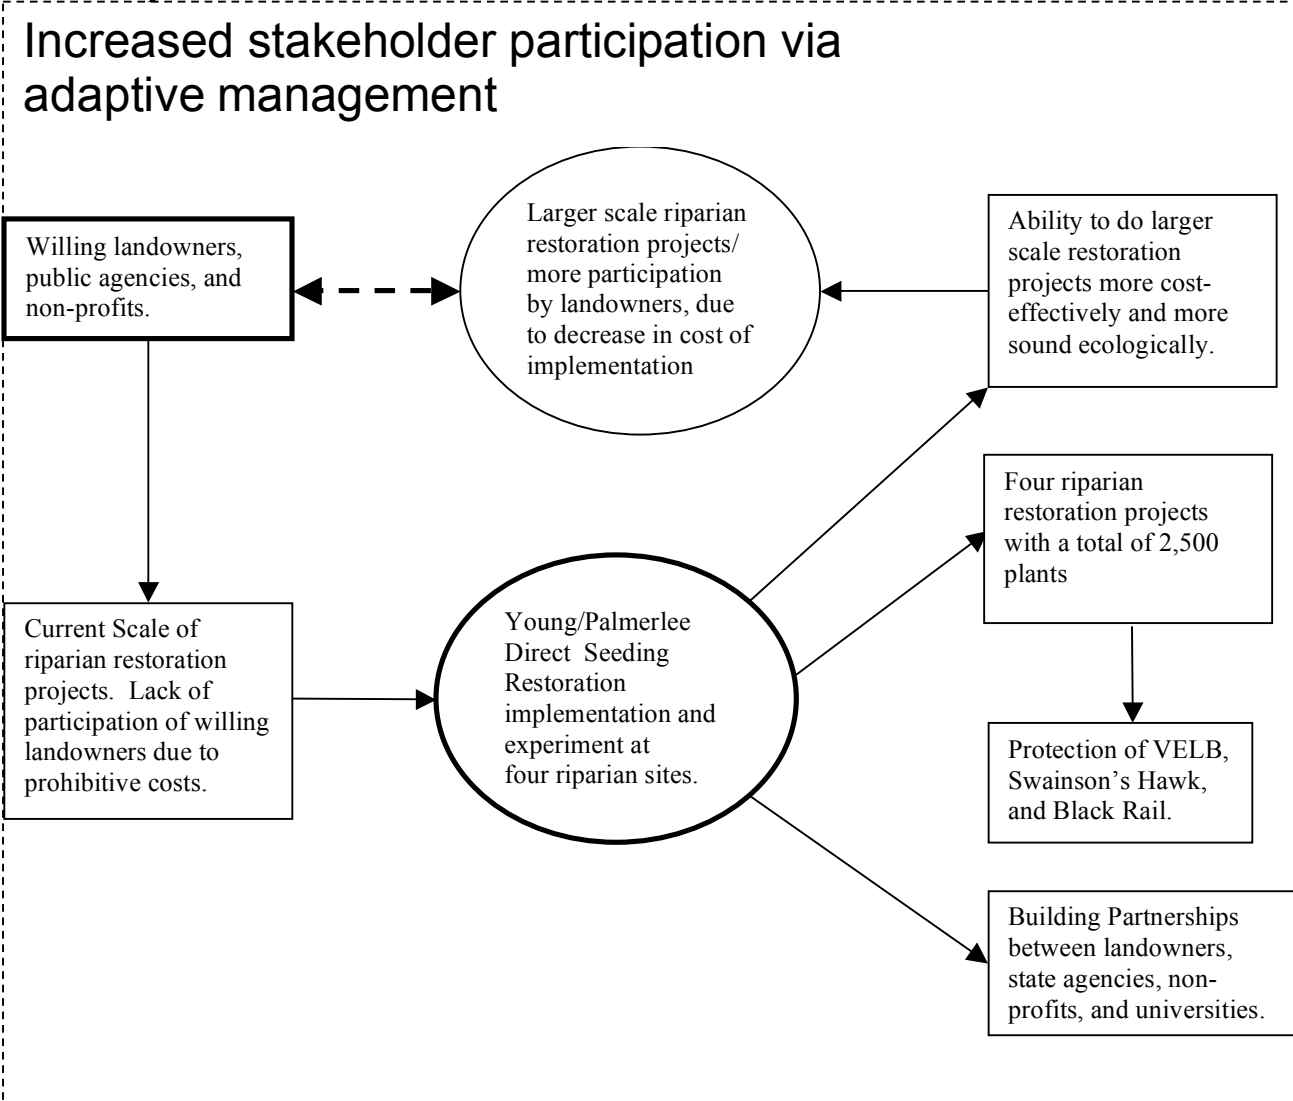 Increased stakeholder participation via
adaptive management
Willing landowners,
public agencies, and
non-profits.
Larger scale riparian
restoration projects/
more participation
by landowners, due
to decrease in cost of
implementation
Ability to do larger
scale restoration
projects more cost-
effectively and more
sound ecologically.
Four riparian
restoration projects
with a total of 2,500
plants
Current Scale of
riparian restoration
projects.  Lack of
participation of willing
landowners due to
prohibitive costs.
Young/Palmerlee
Direct  Seeding
Restoration
implementation and
experiment at
four riparian sites.
Protection of VELB,
Swainson’s Hawk,
and Black Rail.
Building Partnerships
between landowners,
state agencies, non-
profits, and universities.